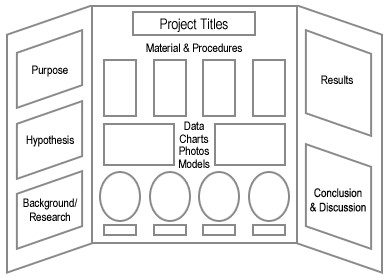 Project Titles
Material & Procedures
Purpose
Hypothesis
Background/
Research
Data
Charts
Photos
Models
Results
Conclusion
& Discussion